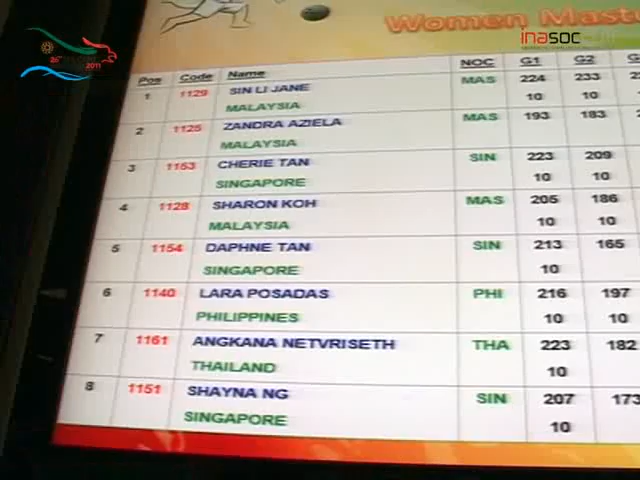 Women Mast
inasoc
26
2011
Pos Code Name NOC G1 G2
1 1129 SIN LI JANE MAS 224 233
MALAYSIA 10 10
2 1125 ZANDRA AZIELA MAS 193 183
MALAYSIA
3 1153 CHERIE TAN SIN 223 209
SINGAPORE 10 10
4 1128 SHARON KOH MAS 205 186
MALAYSIA 10 10
5 1154 DAPHNE TAN SIN 213 165
SINGAPORE 10
6 1140 LARA POSADAS PHI 216 197
PHILIPPINES 10 10
7 1161 ANGKANA NETVRISETH THA 223 182
THAILAND 10
8 1151 SHAYNA NG SIN 207 173
SINGAPORE 10